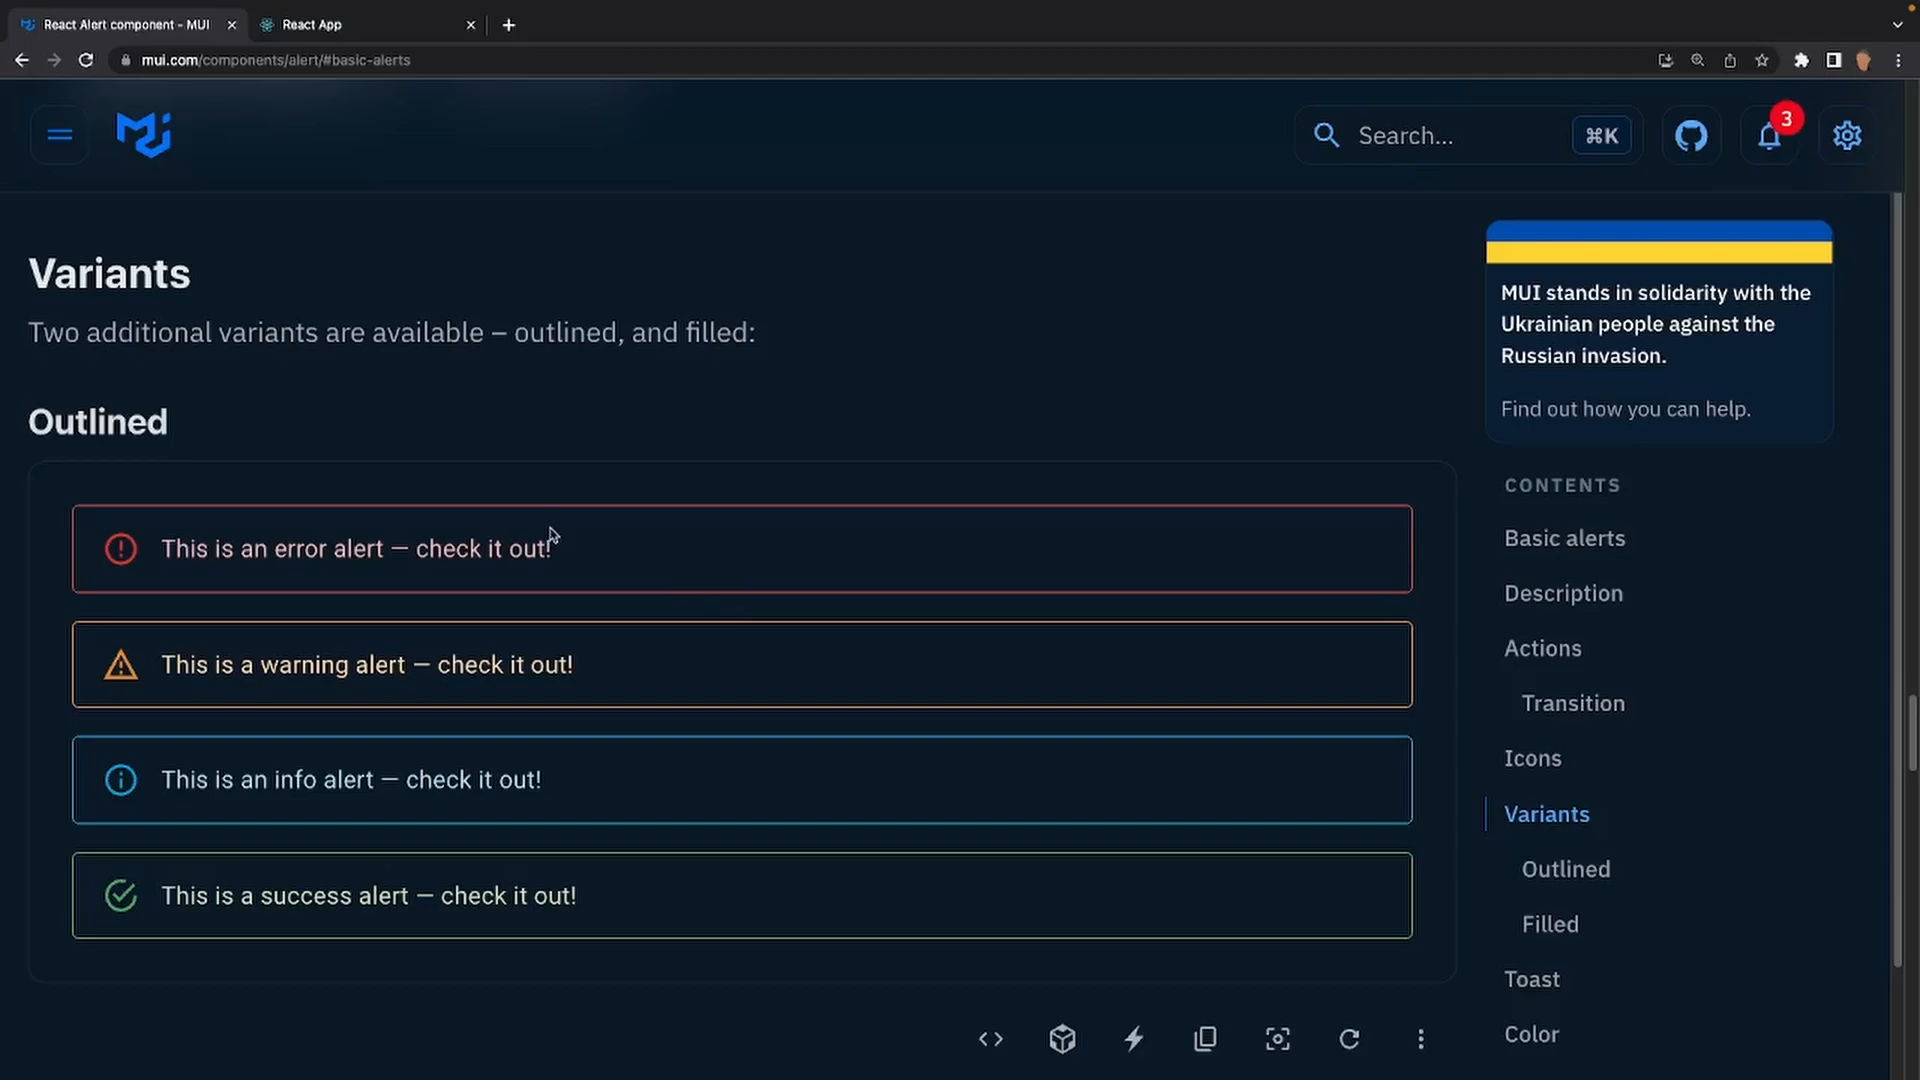 React Alert component - MUI
React App
mui.com/components/alert/#basic-alerts
Search...
⌘K
3
Variants
Two additional variants are available – outlined, and filled:
Outlined
This is an error alert — check it out!
This is a warning alert — check it out!
This is an info alert — check it out!
This is a success alert — check it out!
MUI stands in solidarity with the
Ukrainian people against the
Russian invasion.
Find out how you can help.
CONTENTS
Basic alerts
Description
Actions
Transition
Icons
Variants
Outlined
Filled
Toast
Color